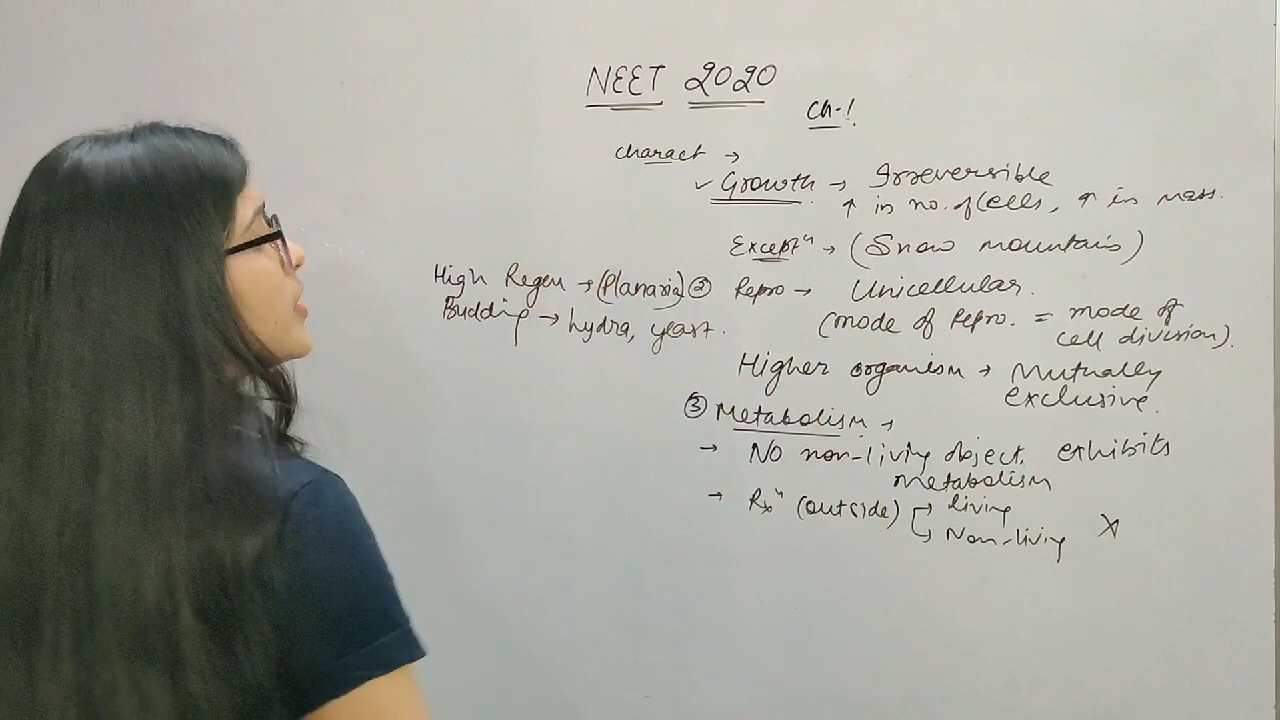 NEET 2020
Ch-1
charact →
✓ Growth → Irreversible
↑ in no. of cells, ↑ in mass.
Exceptⁿ → (Snow mountains)
High Regen → (Planaria) ② Repro → Unicellular.
Budding → hydra, yeast.
(mode of Repro. = mode of
cell division).
Higher organism → Mutually
exclusive.
③ Metabolism →
→ No non-living object. exhibits
metabolism
→ Rxⁿ (outside) → living
→ Non-living X